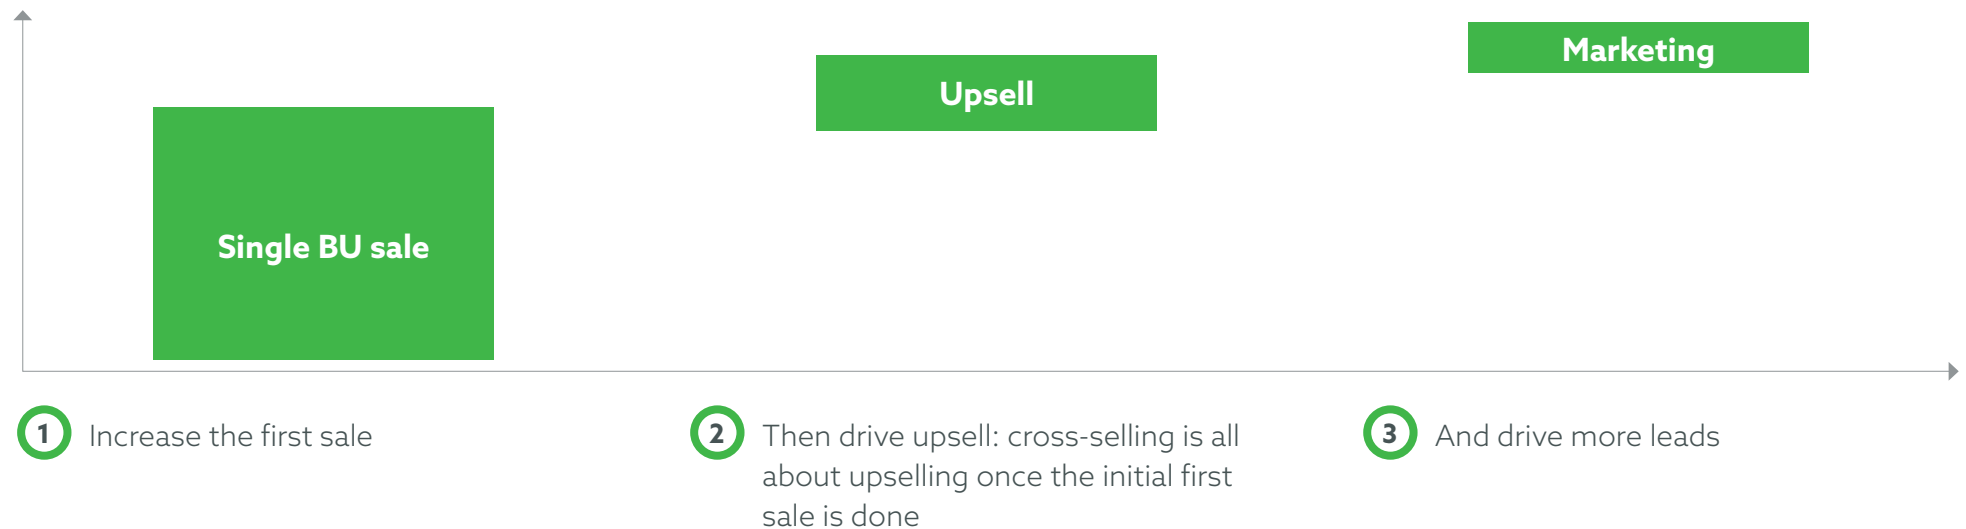 Marketing
Upsell
Single BU sale
1 Increase the first sale
2 Then drive upsell: cross-selling is all
about upselling once the initial first
sale is done
3 And drive more leads